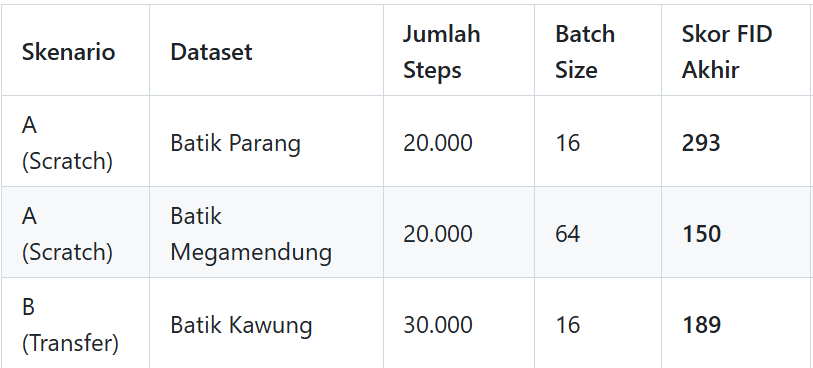 Skenario Dataset Jumlah Steps Batch Size Skor FID Akhir
A (Scratch) Batik Parang 20.000 16 293
A (Scratch) Batik Megamendung 20.000 64 150
B (Transfer) Batik Kawung 30.000 16 189